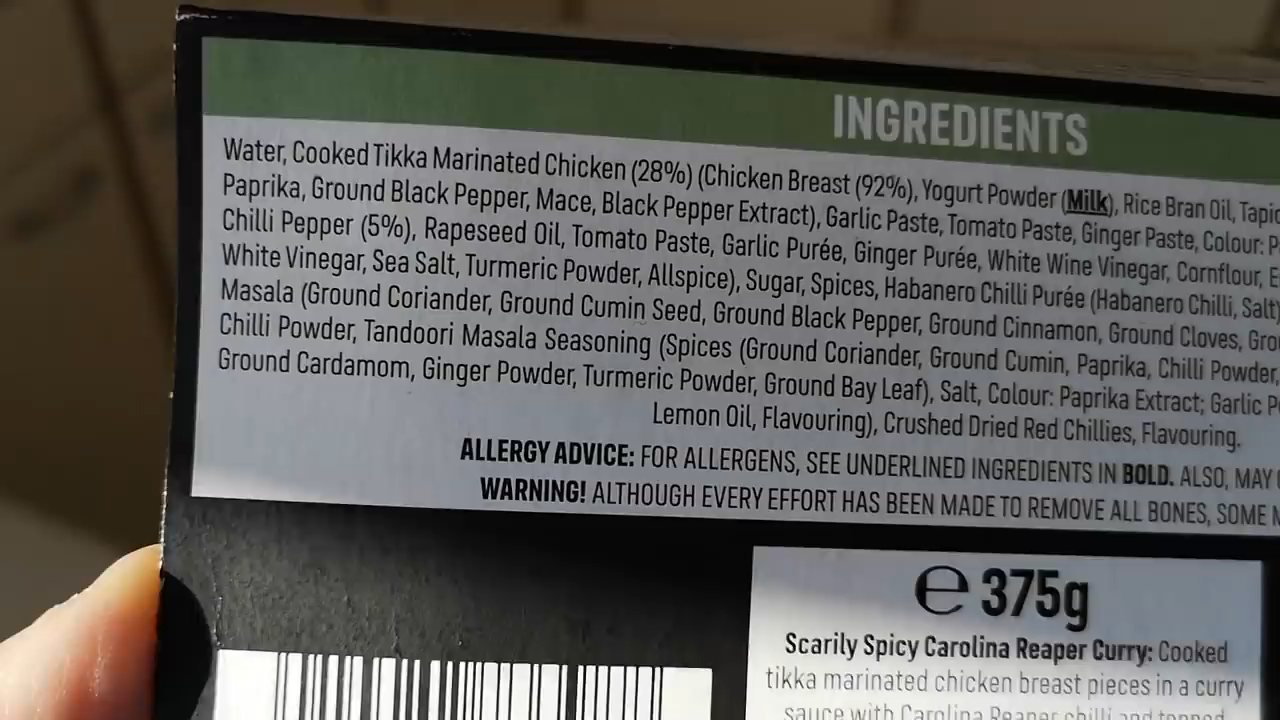 INGREDIENTS
Water, Cooked Tikka Marinated Chicken (28%) (Chicken Breast (92%), Yogurt Powder (Milk), Rice Bran Oil,
Paprika, Ground Black Pepper, Mace, Black Pepper Extract), Garlic Paste, Tomato Paste, Ginger Paste, Colour:
Chilli Pepper (5%), Rapeseed Oil, Tomato Paste, Garlic Purée, Ginger Purée, White Wine Vinegar, Cornflour,
White Vinegar, Sea Salt, Turmeric Powder, Allspice), Sugar, Spices, Habanero Chilli Purée (Habanero Chilli, Salt)
Masala (Ground Coriander, Ground Cumin Seed, Ground Black Pepper, Ground Cinnamon, Ground Cloves,
Chilli Powder, Tandoori Masala Seasoning (Spices (Ground Coriander, Ground Cumin, Paprika, Chilli Powder,
Ground Cardamom, Ginger Powder, Turmeric Powder, Ground Bay Leaf), Salt, Colour: Paprika Extract; Garlic
Lemon Oil, Flavouring), Crushed Dried Red Chillies, Flavouring.
ALLERGY ADVICE: FOR ALLERGENS, SEE UNDERLINED INGREDIENTS IN BOLD. ALSO, MAY
WARNING! ALTHOUGH EVERY EFFORT HAS BEEN MADE TO REMOVE ALL BONES, SOME
℮ 375g
Scarily Spicy Carolina Reaper Curry: Cooked
tikka marinated chicken breast pieces in a curry
sauce with Carolina Reaper chilli and topped